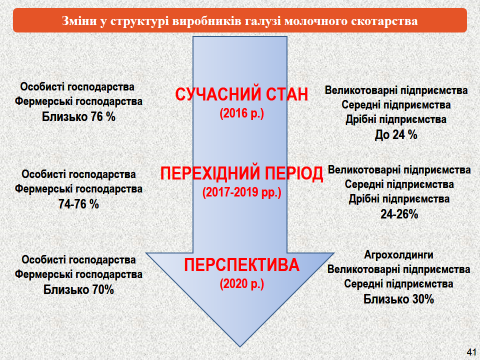 Зміни у структурі виробників галузі молочного скотарства
Особисті господарства
Фермерські господарства
Близько 76 %
СУЧАСНИЙ СТАН
(2016 р.)
Великотоварні підприємства
Середні підприємства
Дрібні підприємства
До 24 %
Особисті господарства
Фермерські господарства
74-76 %
ПЕРЕХІДНИЙ ПЕРІОД
(2017-2019 рр.)
Великотоварні підприємства
Середні підприємства
Дрібні підприємства
24-26%
Особисті господарства
Фермерські господарства
Близько 70%
ПЕРСПЕКТИВА
(2020 р.)
Агрохолдинги
Великотоварні підприємства
Середні підприємства
Близько 30%
41